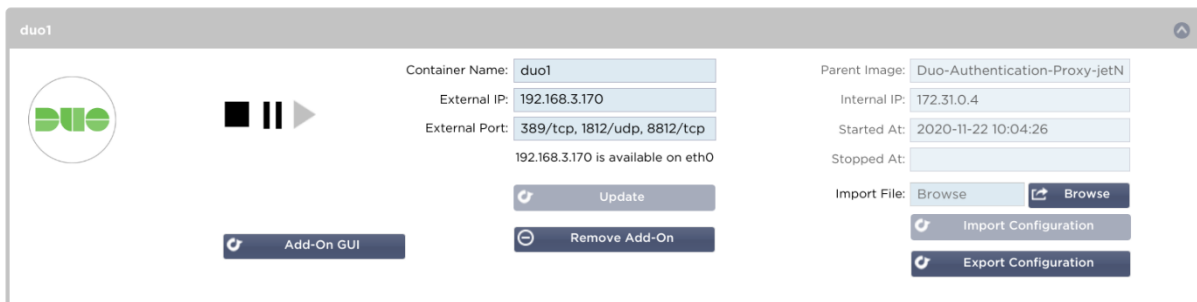 duo1
DUO
Container Name: duo1
External IP: 192.168.3.170
External Port: 389/tcp, 1812/udp, 8812/tcp
192.168.3.170 is available on eth0
Update
Add-On GUI
Remove Add-On
Parent Image: Duo-Authentication-Proxy-jetN
Internal IP: 172.31.0.4
Started At: 2020-11-22 10:04:26
Stopped At:
Import File: Browse Browse
Import Configuration
Export Configuration